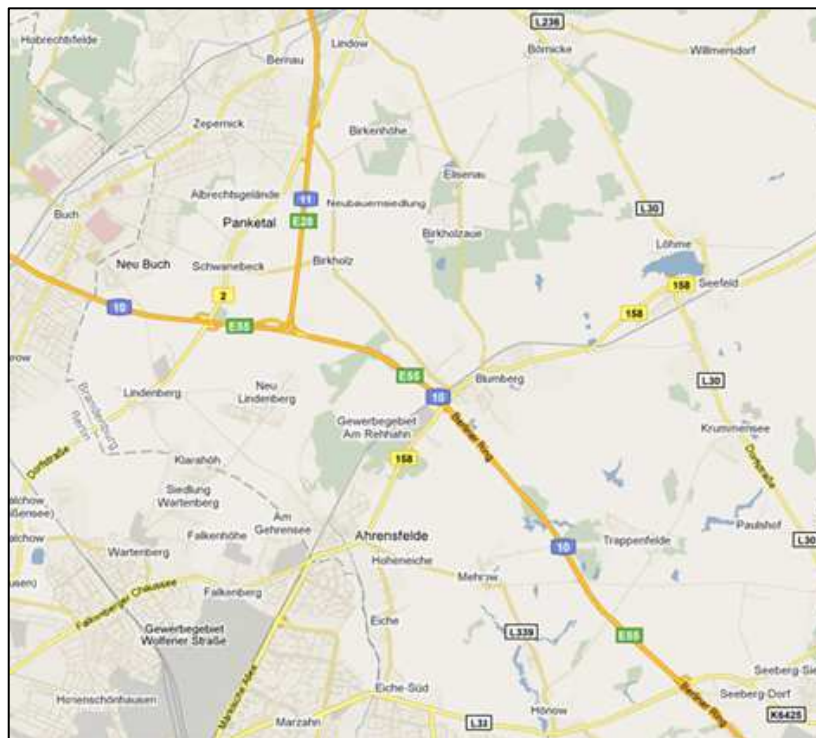 L236
Hobrechtsfelde
Lindow
Börnicke
Willmersdorf
Bernau
Zepernick
Birkenhöhe
Elisenau
Albrechtsgelände
11
Neubauernsiedlung
L30
Buch
Panketal
E28
Birkholzaue
Löhme
Neu Buch
Schwanebeck
Birkholz
Seefeld
158
2
10
E55
158
E55
Blumberg
L30
Lindenberg
Neu
Lindenberg
10
Brandenburg
Berlin
Gewerbegebiet
Am Rehhahn
Berliner Ring
Krummensee
Dorfstraße
Klarahöh
158
Dorfstraße
Siedlung
Wartenberg
Am
Gehrensee
Paulshof
Falkenhöhe
Ahrensfelde
Trappenfelde
L30
Wartenberg
10
Hoheneiche
Mehrow
Falkenberg
Falkenberger Chaussee
Eiche
Gewerbegebiet
Wolfener Straße
L339
E55
Seeberg-Sie
Hohenschönhausen
Märkische Allee
Eiche-Süd
Berliner Ring
Seeberg-Dorf
Marzahn
L33
Hönow
K6425